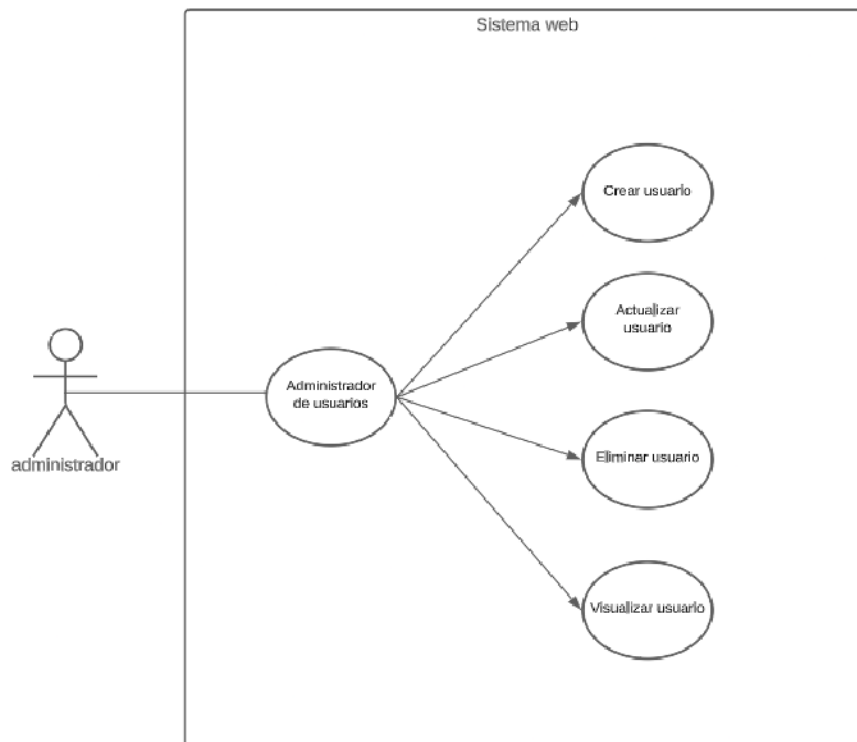 Sistema web
Crear usuario
Actualizar
usuario
Administrador
de usuarios
Eliminar usuario
administrador
Visualizar usuario